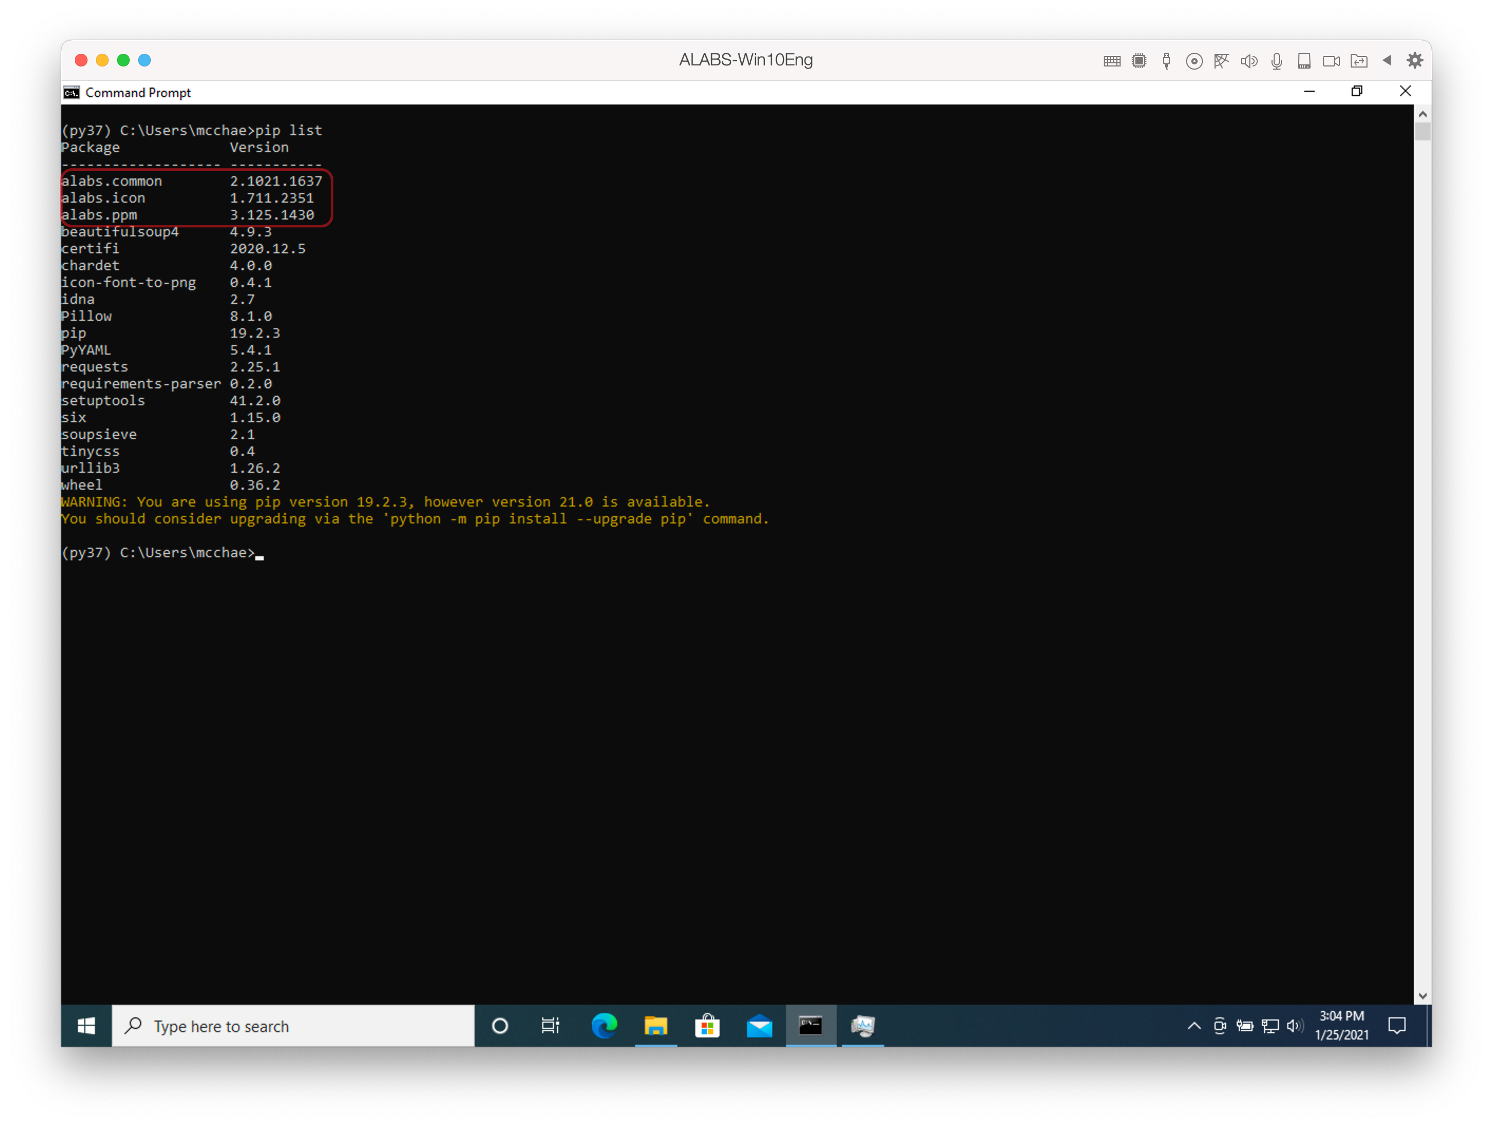 ALABS-Win10Eng
Command Prompt
(py37) C:\Users\mcchae>pip list
Package Version
------------------- -----------
alabs.common 2.1021.1637
alabs.icon 1.711.2351
alabs.ppm 3.125.1430
beautifulsoup4 4.9.3
certifi 2020.12.5
chardet 4.0.0
icon-font-to-png 0.4.1
idna 2.7
Pillow 8.1.0
pip 19.2.3
PyYAML 5.4.1
requests 2.25.1
requirements-parser 0.2.0
setuptools 41.2.0
six 1.15.0
soupsieve 2.1
tinycss 0.4
urllib3 1.26.2
wheel 0.36.2
WARNING: You are using pip version 19.2.3, however version 21.0 is available.
You should consider upgrading via the 'python -m pip install --upgrade pip' command.
(py37) C:\Users\mcchae>
Type here to search
3:04 PM
1/25/2021